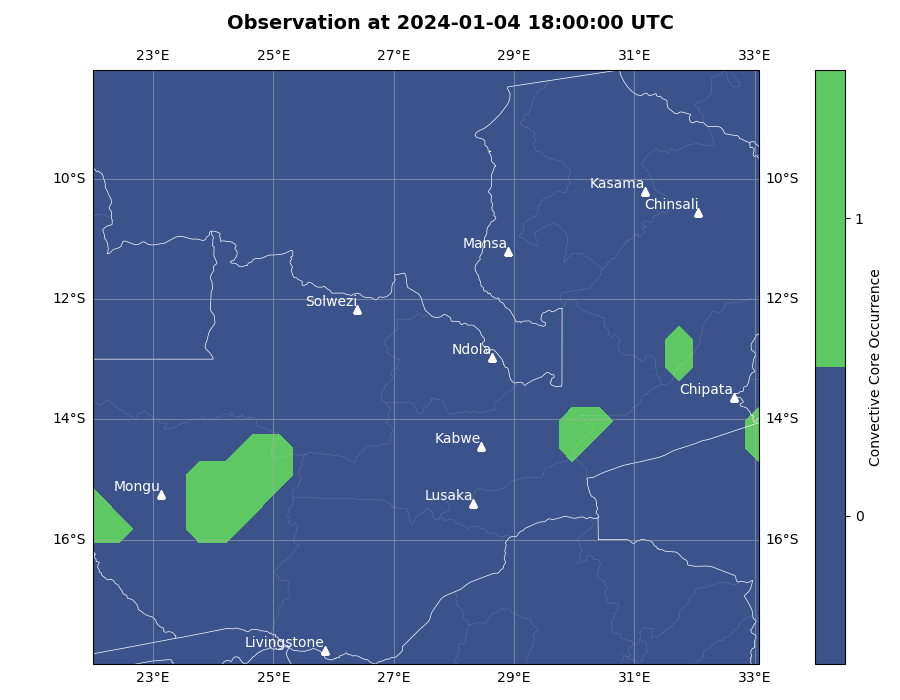 Observation at 2024-01-04 18:00:00 UTC
23°E 25°E 27°E 29°E 31°E 33°E
10°S 10°S
Kasama
Chinsali
Mansa
12°S 12°S
Solwezi
Ndola
Chipata
14°S 14°S
Kabwe
Mongu
Lusaka
16°S 16°S
Livingstone
23°E 25°E 27°E 29°E 31°E 33°E
1
0
Convective Core Occurrence